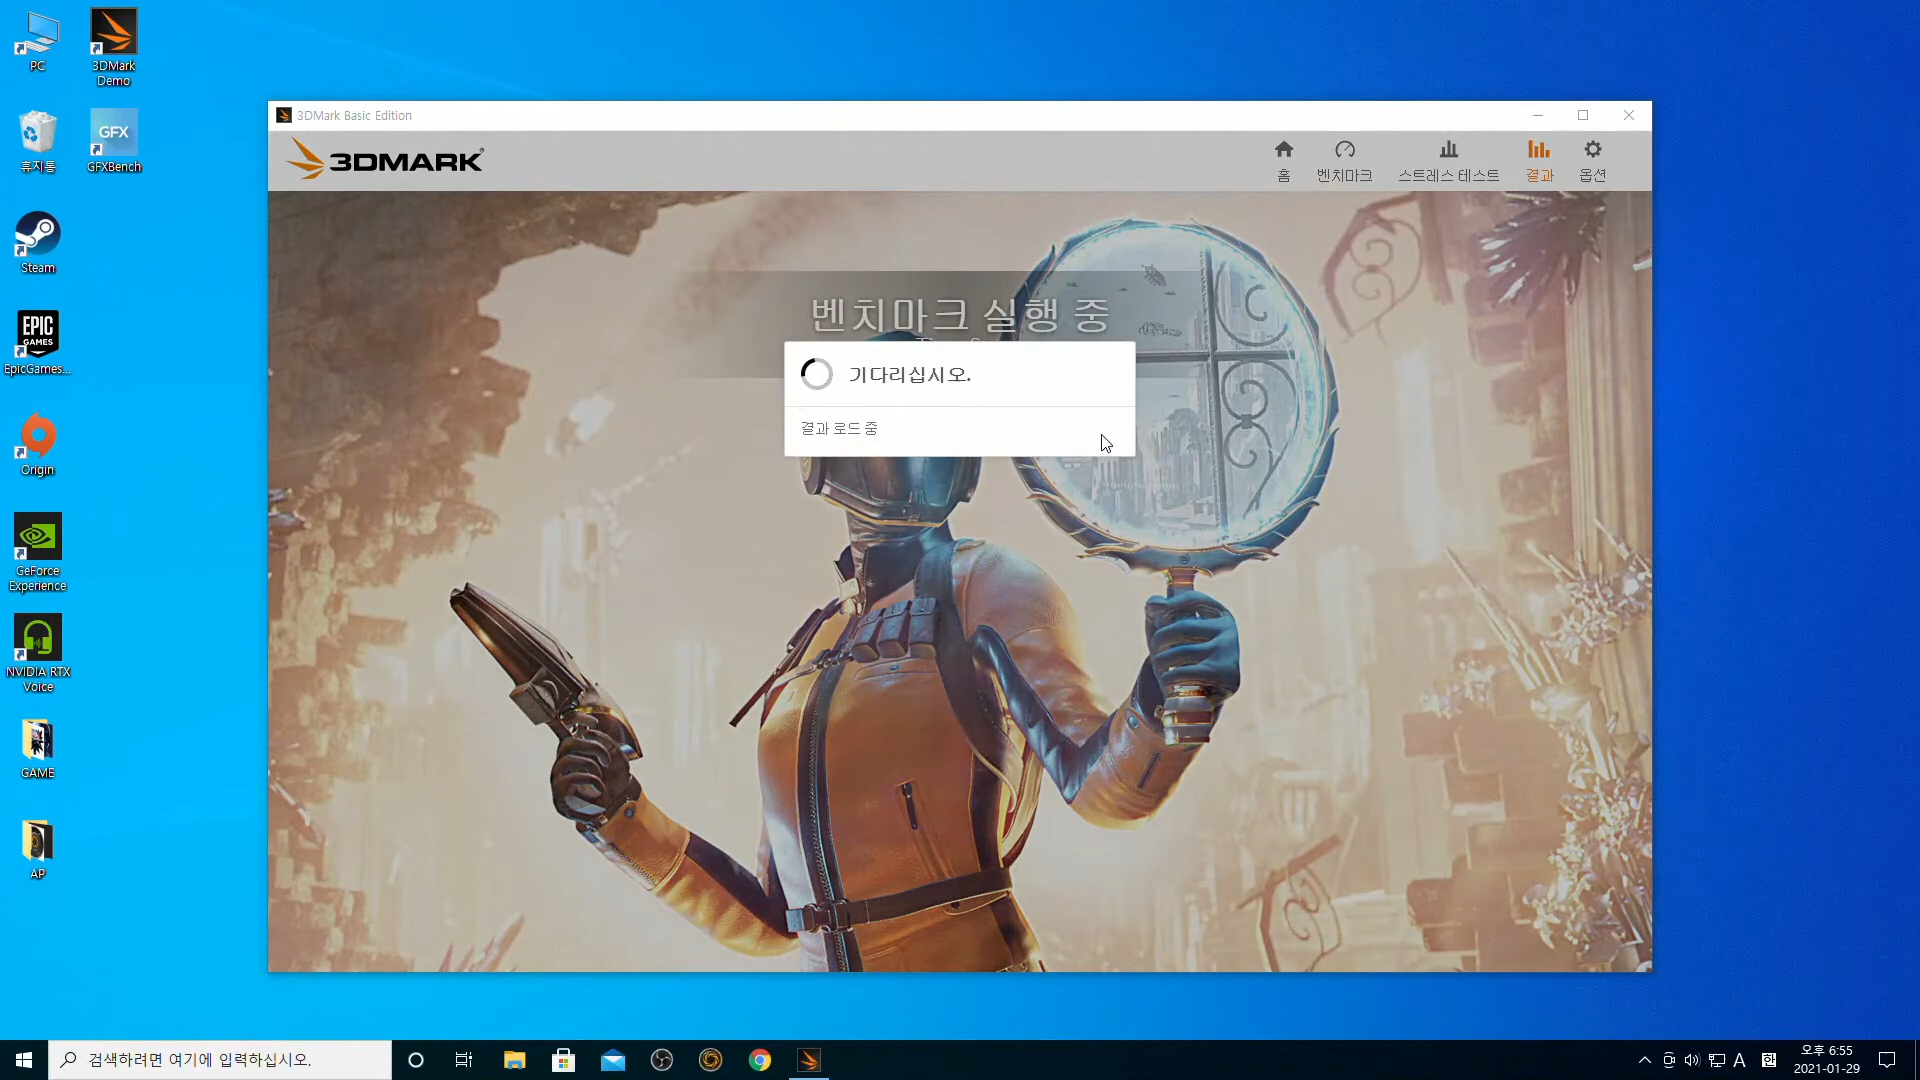 PC
3DMark
Demo
휴지통
GFX
GFXBench
Steam
EPIC
GAMES
EpicGames...
Origin
GeForce
Experience
NVIDIA RTX
Voice
GAME
AP
3DMark Basic Edition
3DMARK®
홈
벤치마크
스트레스 테스트
결과
옵션
벤치마크 실행 중
기다리십시오.
결과 로드 중
검색하려면 여기에 입력하십시오.
A
한
오후 6:55
2021-01-29